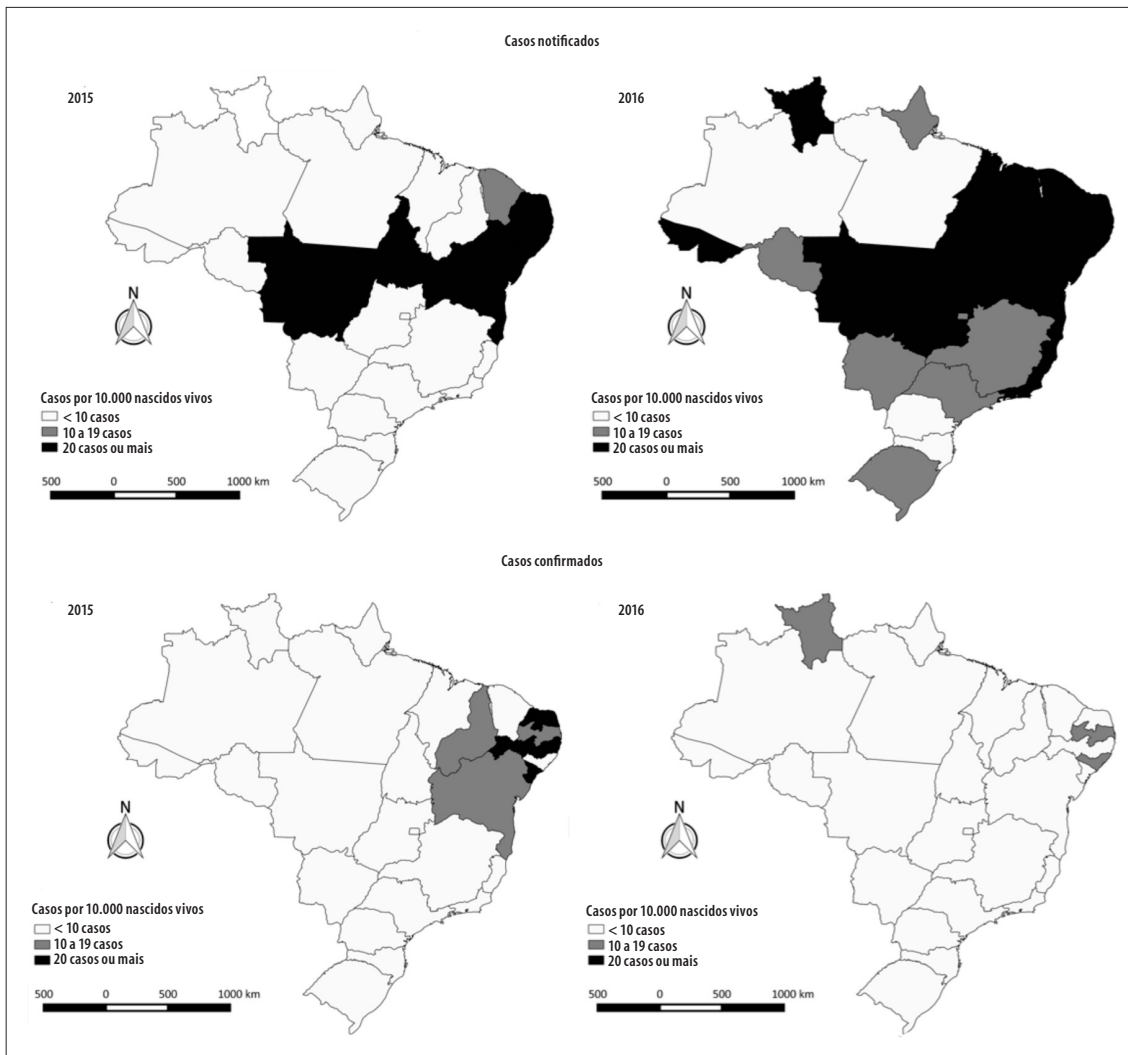 Casos notificados
2015
2016
N
N
Casos por 10.000 nascidos vivos
< 10 casos
10 a 19 casos
20 casos ou mais
500 0 500 1000 km
Casos por 10.000 nascidos vivos
< 10 casos
10 a 19 casos
20 casos ou mais
500 0 500 1000 km
Casos confirmados
2015
2016
N
N
Casos por 10.000 nascidos vivos
< 10 casos
10 a 19 casos
20 casos ou mais
500 0 500 1000 km
Casos por 10.000 nascidos vivos
< 10 casos
10 a 19 casos
20 casos ou mais
500 0 500 1000 km